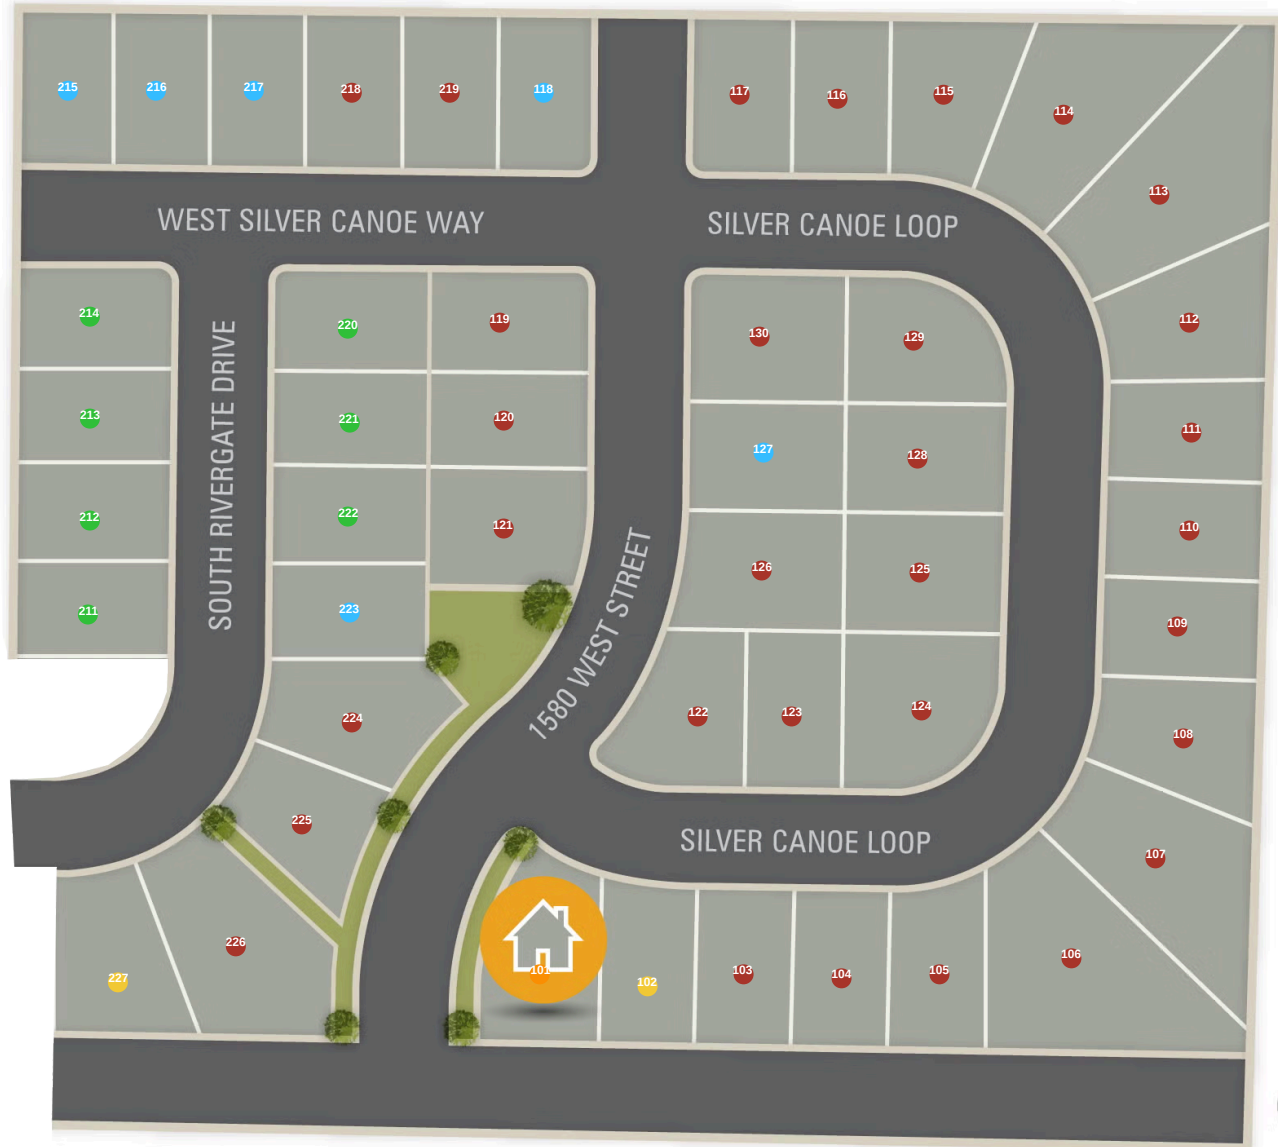 215 216 217 218 219 118 117 116 115 114
113
WEST SILVER CANOE WAY SILVER CANOE LOOP
214 220 119 130 129 112
SOUTH RIVERGATE DRIVE
213 221 120 127 128 111
212 222 121 126 125 110
1580 WEST STREET
211 223 109
224 122 123 124 108
225 SILVER CANOE LOOP 107
226 106
227 101 102 103 104 105